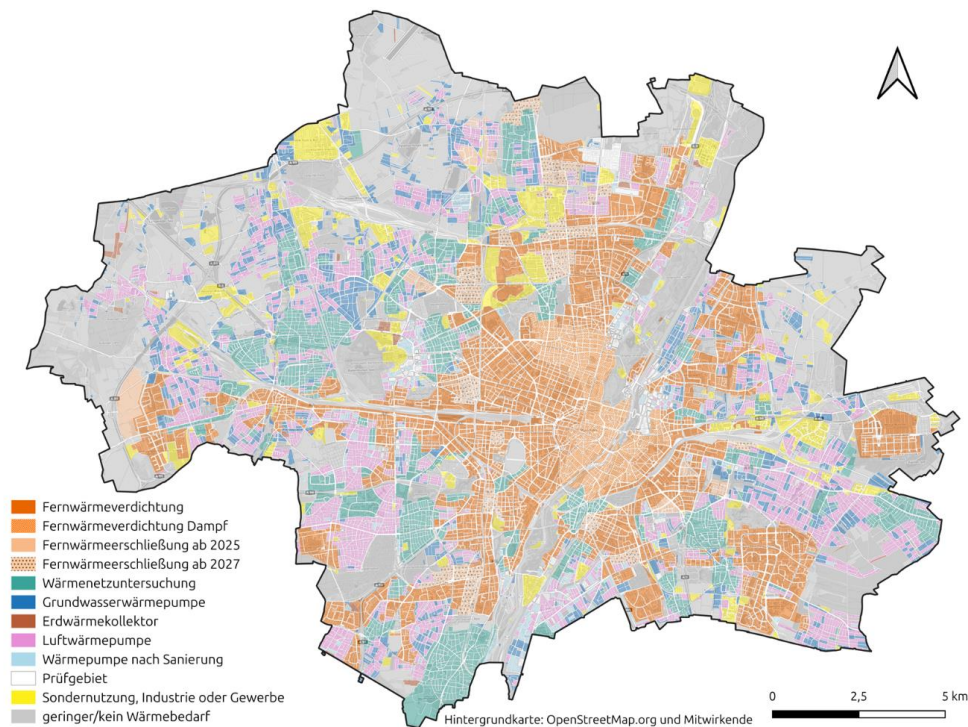 Fernwärmeverdichtung
Fernwärmeverdichtung Dampf
Fernwärmeerschließung ab 2025
Fernwärmeerschließung ab 2027
Wärmenetzuntersuchung
Grundwasserwärmepumpe
Erdwärmekollektor
Luftwärmepumpe
Wärmepumpe nach Sanierung
Prüfgebiet
Sondernutzung, Industrie oder Gewerbe
geringer/kein Wärmebedarf
Hintergrundkarte: OpenStreetMap.org und Mitwirkende
0 2,5 5 km